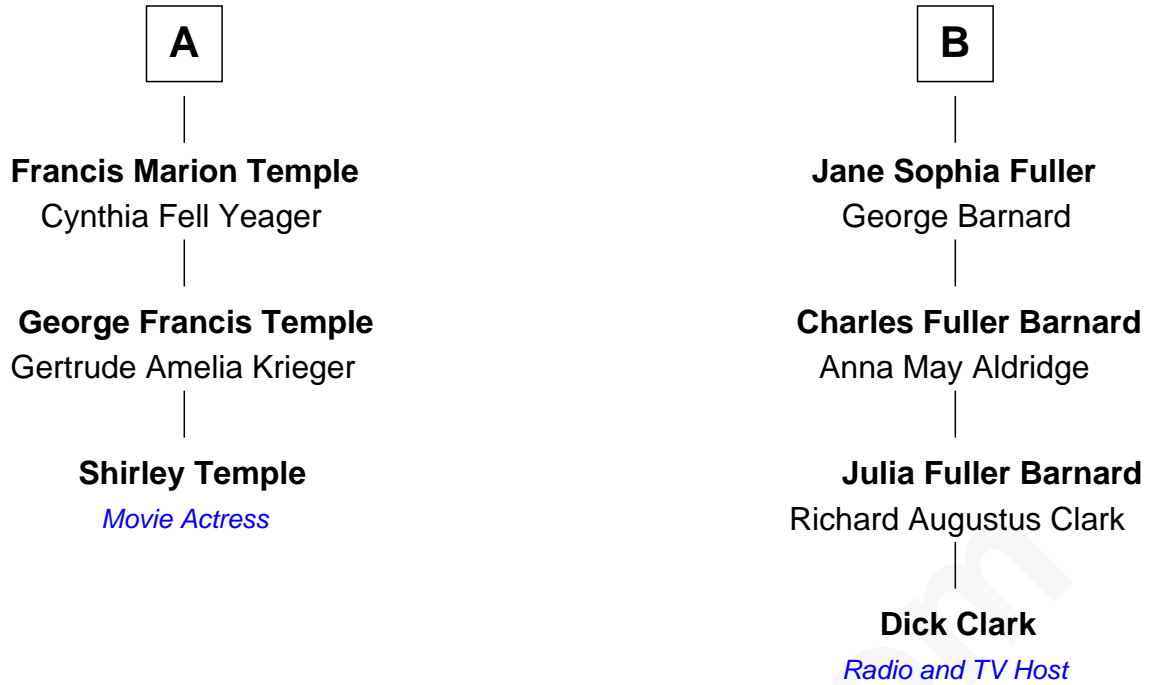 A
Francis Marion Temple
Cynthia Fell Yeager
George Francis Temple
Gertrude Amelia Krieger
Shirley Temple
Movie Actress
B
Jane Sophia Fuller
George Barnard
Charles Fuller Barnard
Anna May Aldridge
Julia Fuller Barnard
Richard Augustus Clark
Dick Clark
Radio and TV Host